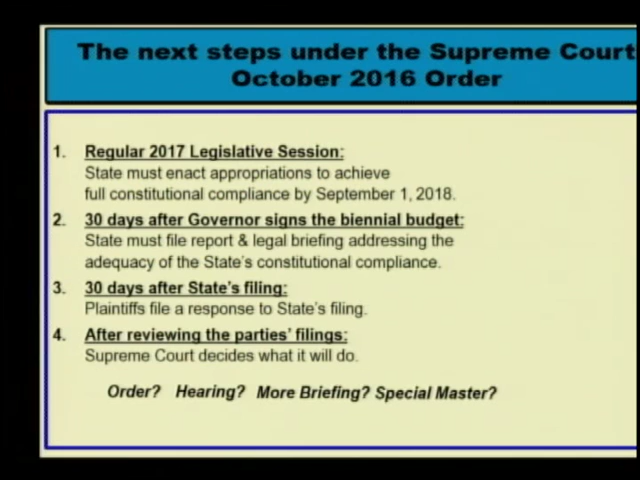 The next steps under the Supreme Court
October 2016 Order
1. Regular 2017 Legislative Session:
State must enact appropriations to achieve
full constitutional compliance by September 1, 2018.
2. 30 days after Governor signs the biennial budget:
State must file report & legal briefing addressing the
adequacy of the State's constitutional compliance.
3. 30 days after State's filing:
Plaintiffs file a response to State's filing.
4. After reviewing the parties' filings:
Supreme Court decides what it will do.
Order? Hearing? More Briefing? Special Master?